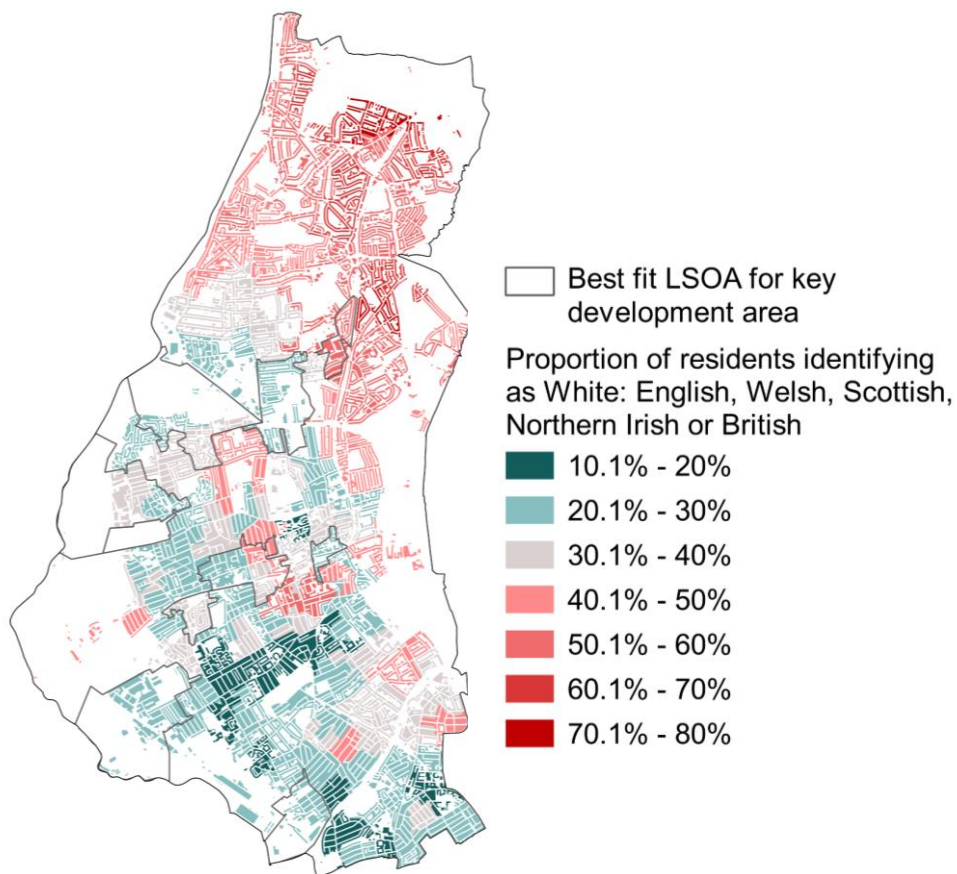 Best fit LSOA for key
development area
Proportion of residents identifying
as White: English, Welsh, Scottish,
Northern Irish or British
10.1% - 20%
20.1% - 30%
30.1% - 40%
40.1% - 50%
50.1% - 60%
60.1% - 70%
70.1% - 80%